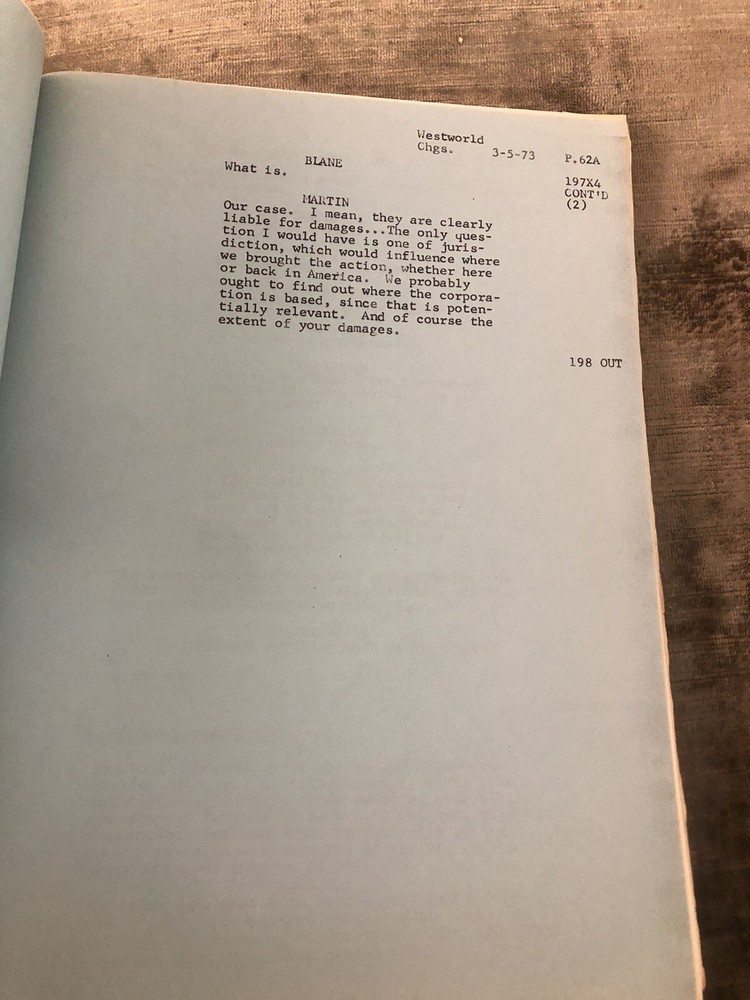 Westworld
Chgs. 3-5-73 P.62A
BLANE 197X4
What is. CONT'D
(2)
MARTIN
Our case. I mean, they are clearly
liable for damages...The only ques-
tion I would have is one of juris-
diction, which would influence where
we brought the action, whether here
or back in America. We probably
ought to find out where the corpora-
tion is based, since that is poten-
tially relevant. And of course the
extent of your damages.
198 OUT